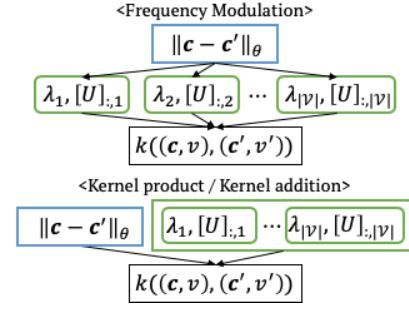 <Frequency Modulation>
‖c − c′‖θ
λ₁, [U]:,1 λ₂, [U]:,2 ⋯ λ|𝒱|, [U]:,|𝒱|
k((c, v), (c′, v′))
<Kernel product / Kernel addition>
‖c − c′‖θ λ₁, [U]:,1 ⋯ λ|𝒱|, [U]:,|𝒱|
k((c, v), (c′, v′))